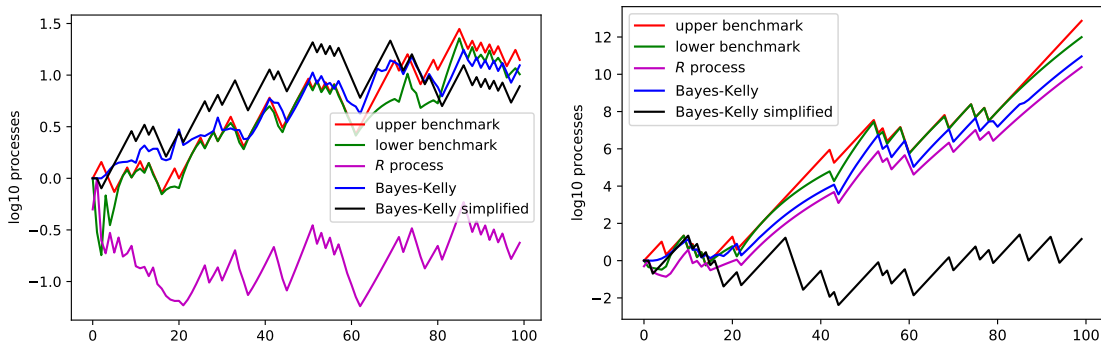 1.5
1.0
0.5
0.0
−0.5
−1.0
log10 processes
0 20 40 60 80 100
upper benchmark
lower benchmark
R process
Bayes-Kelly
Bayes-Kelly simplified
12
10
8
6
4
2
0
−2
log10 processes
0 20 40 60 80 100
upper benchmark
lower benchmark
R process
Bayes-Kelly
Bayes-Kelly simplified